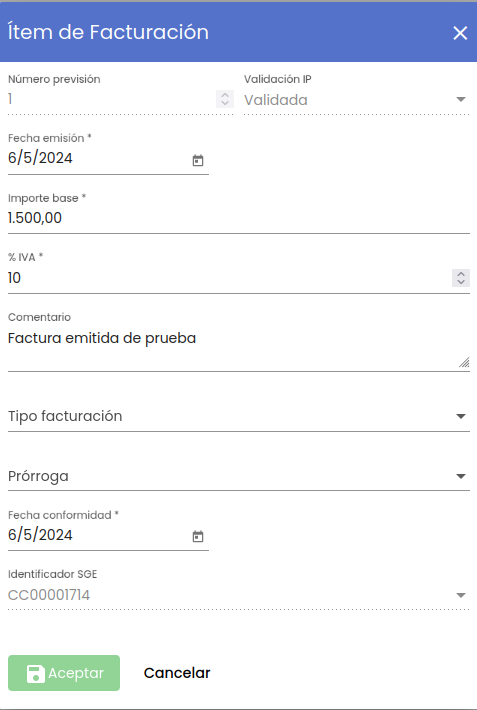 Ítem de Facturación
Número previsión
Validación IP
1
Validada
Fecha emisión *
6/5/2024
Importe base *
1.500,00
% IVA *
10
Comentario
Factura emitida de prueba
Tipo facturación
Prórroga
Fecha conformidad *
6/5/2024
Identificador SGE
CC00001714
Aceptar
Cancelar